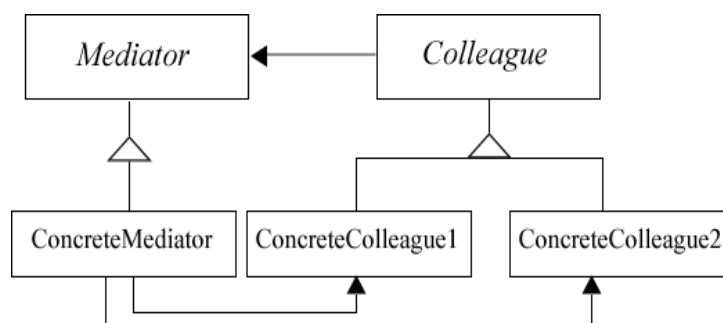 Mediator
Colleague
ConcreteMediator
ConcreteColleague1
ConcreteColleague2